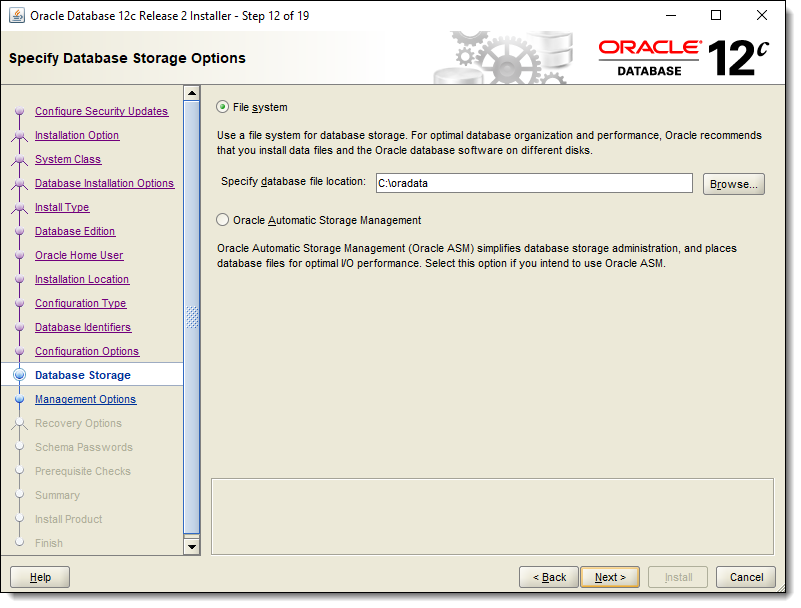 Oracle Database 12c Release 2 Installer - Step 12 of 19
Specify Database Storage Options
ORACLE
DATABASE
12c
Configure Security Updates
Installation Option
System Class
Database Installation Options
Install Type
Database Edition
Oracle Home User
Installation Location
Configuration Type
Database Identifiers
Configuration Options
Database Storage
Management Options
Recovery Options
Schema Passwords
Prerequisite Checks
Summary
Install Product
Finish
File system
Use a file system for database storage. For optimal database organization and performance, Oracle recommends
that you install data files and the Oracle database software on different disks.
Specify database file location:
C:\oradata
Browse...
Oracle Automatic Storage Management
Oracle Automatic Storage Management (Oracle ASM) simplifies database storage administration, and places
database files for optimal I/O performance. Select this option if you intend to use Oracle ASM.
Help
< Back
Next >
Install
Cancel